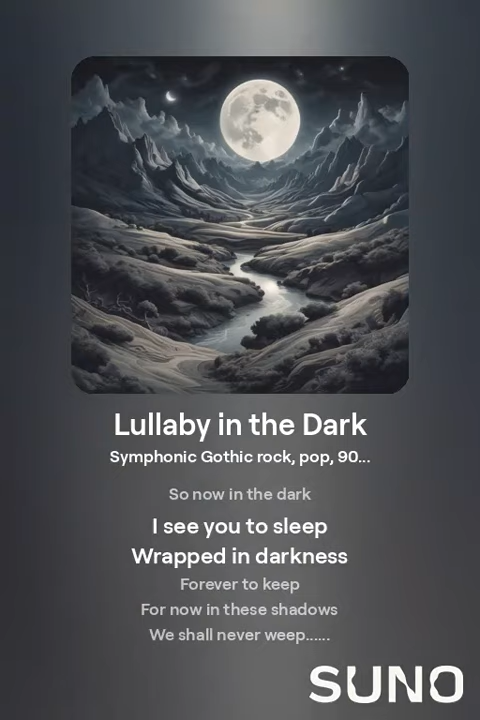 Lullaby in the Dark
Symphonic Gothic rock, pop, 90...
So now in the dark
I see you to sleep
Wrapped in darkness
Forever to keep
For now in these shadows
We shall never weep......
SUNO